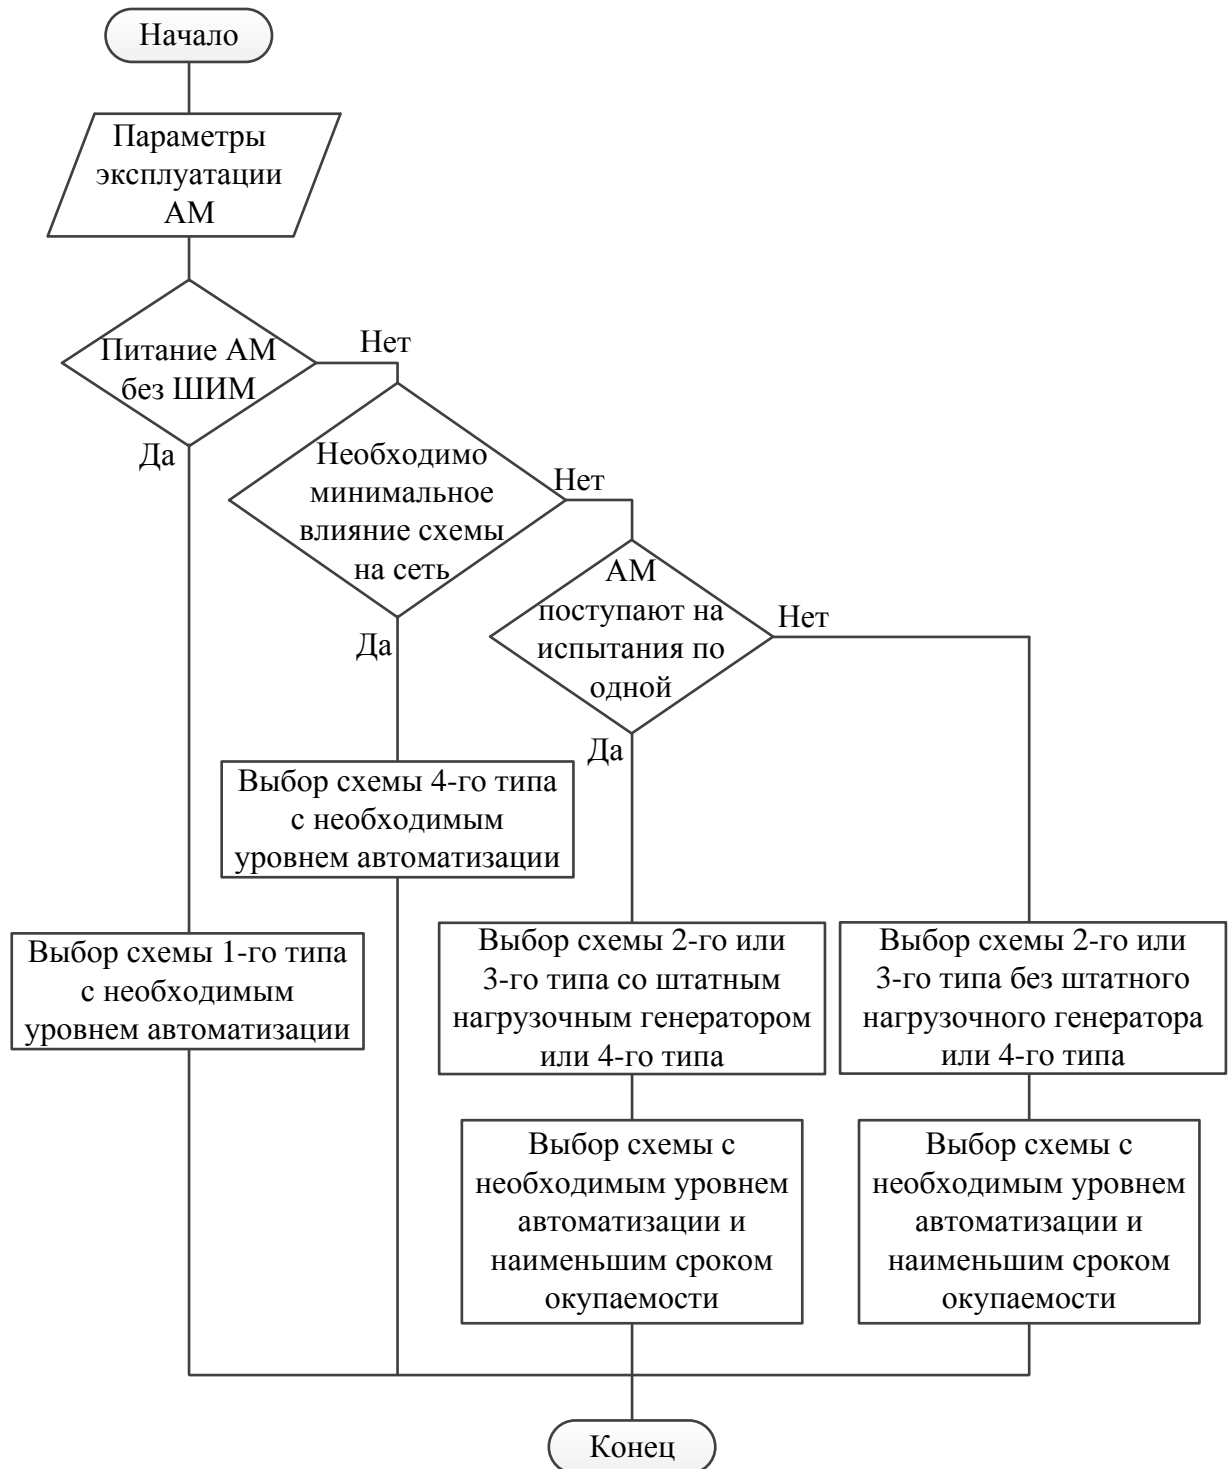 Начало
Параметры
эксплуатации
АМ
Питание АМ
без ШИМ
Нет
Да
Необходимо
минимальное
влияние схемы
на сеть
Нет
Да
АМ
поступают на
испытания по
одной
Нет
Да
Выбор схемы 4-го типа
с необходимым
уровнем автоматизации
Выбор схемы 1-го типа
с необходимым
уровнем автоматизации
Выбор схемы 2-го или
3-го типа со штатным
нагрузочным генератором
или 4-го типа
Выбор схемы 2-го или
3-го типа без штатного
нагрузочного генератора
или 4-го типа
Выбор схемы с
необходимым уровнем
автоматизации и
наименьшим сроком
окупаемости
Выбор схемы с
необходимым уровнем
автоматизации и
наименьшим сроком
окупаемости
Конец